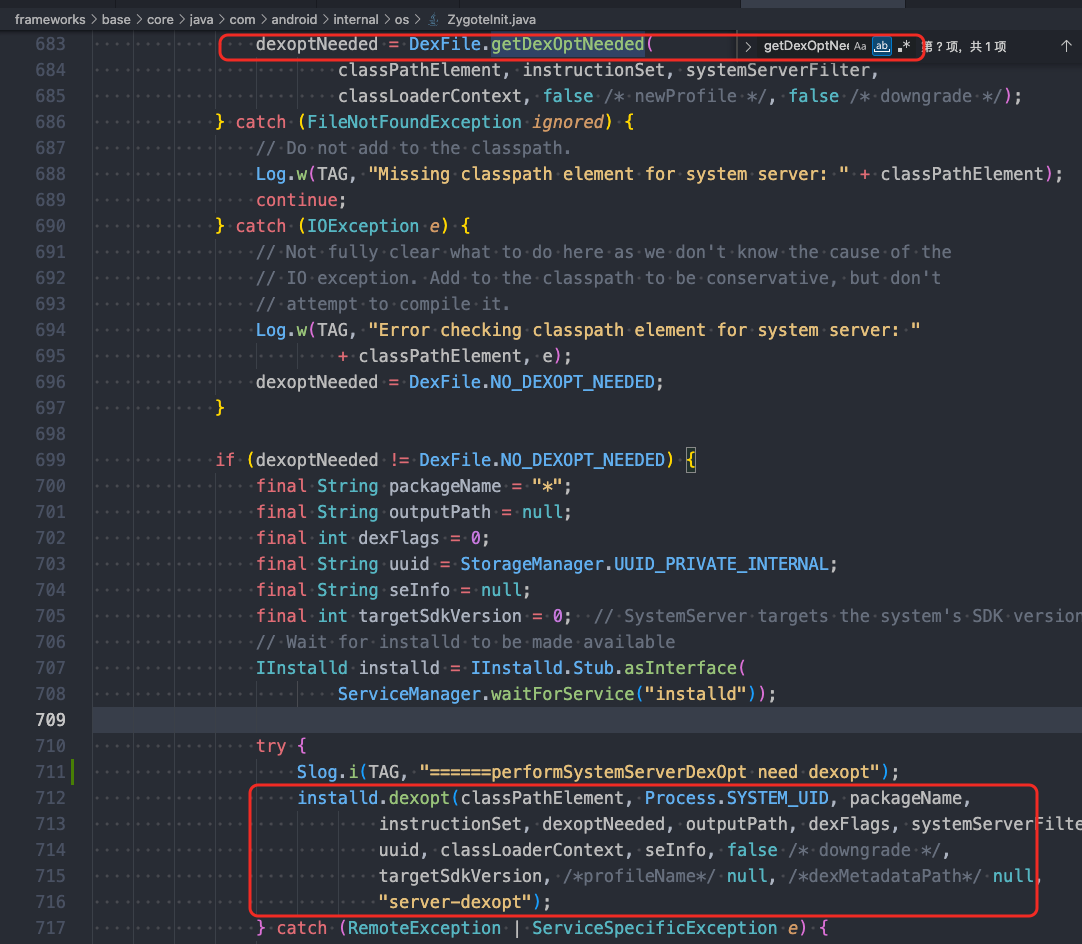 frameworks > base > core > java > com > android > internal > os > ZygoteInit.java
683 dexoptNeeded = DexFile.getDexOptNeeded(
> getDexOptNe Aa ab, .* 第 ? 项, 共 1 项 ↑
684 classPathElement, instructionSet, systemServerFilter,
685 classLoaderContext, false /* newProfile */, false /* downgrade */);
686 } catch (FileNotFoundException ignored) {
687 // Do not add to the classpath.
688 Log.w(TAG, "Missing classpath element for system server: " + classPathElement);
689 continue;
690 } catch (IOException e) {
691 // Not fully clear what to do here as we don't know the cause of the
692 // IO exception. Add to the classpath to be conservative, but don't
693 // attempt to compile it.
694 Log.w(TAG, "Error checking classpath element for system server: "
695 + classPathElement, e);
696 dexoptNeeded = DexFile.NO_DEXOPT_NEEDED;
697 }
698
699 if (dexoptNeeded != DexFile.NO_DEXOPT_NEEDED) {
700 final String packageName = "*";
701 final String outputPath = null;
702 final int dexFlags = 0;
703 final String uuid = StorageManager.UUID_PRIVATE_INTERNAL;
704 final String seInfo = null;
705 final int targetSdkVersion = 0; // SystemServer targets the system's SDK version
706 // Wait for installd to be made available
707 IInstalld installd = IInstalld.Stub.asInterface(
708 ServiceManager.waitForService("installd"));
709
710 try {
711 Slog.i(TAG, "======performSystemServerDexOpt need dexopt");
712 installd.dexopt(classPathElement, Process.SYSTEM_UID, packageName,
713 instructionSet, dexoptNeeded, outputPath, dexFlags, systemServerFilte
714 uuid, classLoaderContext, seInfo, false /* downgrade */,
715 targetSdkVersion, /*profileName*/ null, /*dexMetadataPath*/ null,
716 "server-dexopt");
717 } catch (RemoteException | ServiceSpecificException e) {